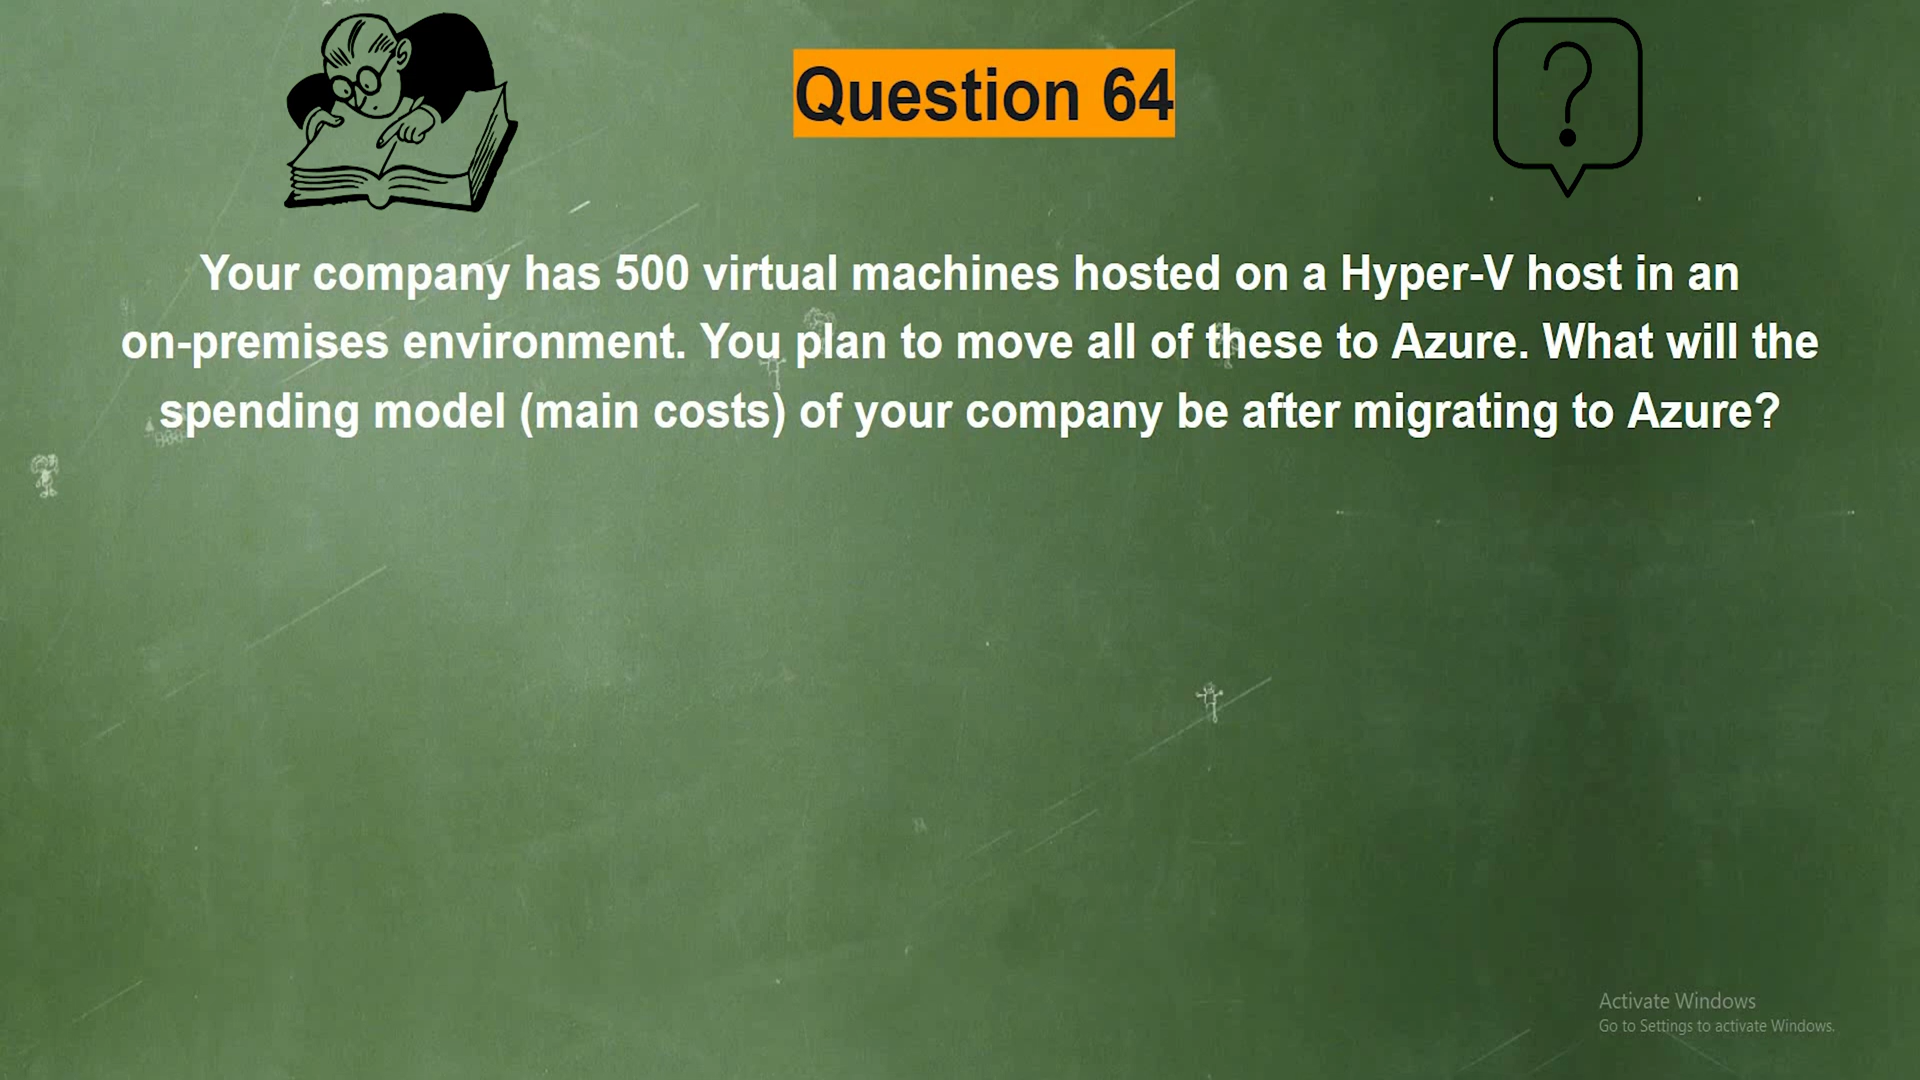 Question 64
Your company has 500 virtual machines hosted on a Hyper-V host in an
on-premises environment. You plan to move all of these to Azure. What will the
spending model (main costs) of your company be after migrating to Azure?
Activate Windows
Go to Settings to activate Windows.